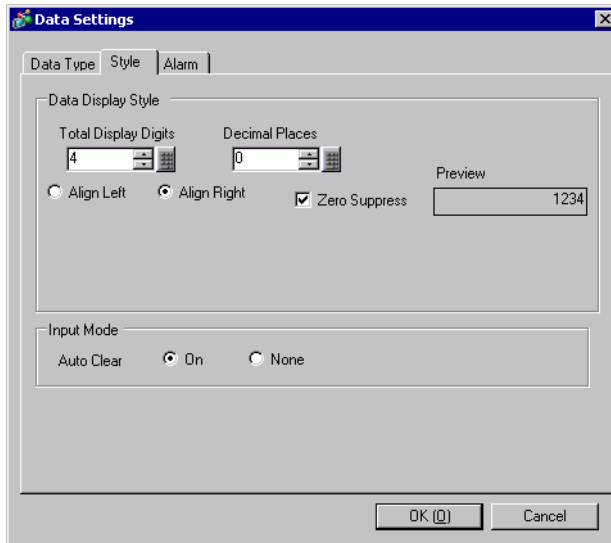 Data Settings
Data Type Style Alarm
Data Display Style
Total Display Digits Decimal Places
4 0
Preview
Align Left Align Right Zero Suppress 1234
Input Mode
Auto Clear On None
OK (O) Cancel